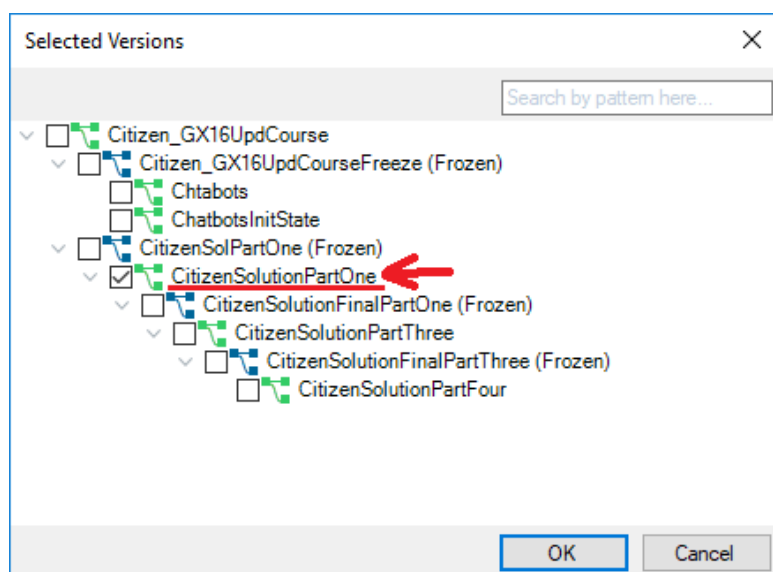 Selected Versions
Search by pattern here...
Citizen_GX16UpdCourse
Citizen_GX16UpdCourseFreeze (Frozen)
Chtabots
ChatbotsInitState
CitizenSolPartOne (Frozen)
CitizenSolutionPartOne
CitizenSolutionFinalPartOne (Frozen)
CitizenSolutionPartThree
CitizenSolutionFinalPartThree (Frozen)
CitizenSolutionPartFour
OK
Cancel